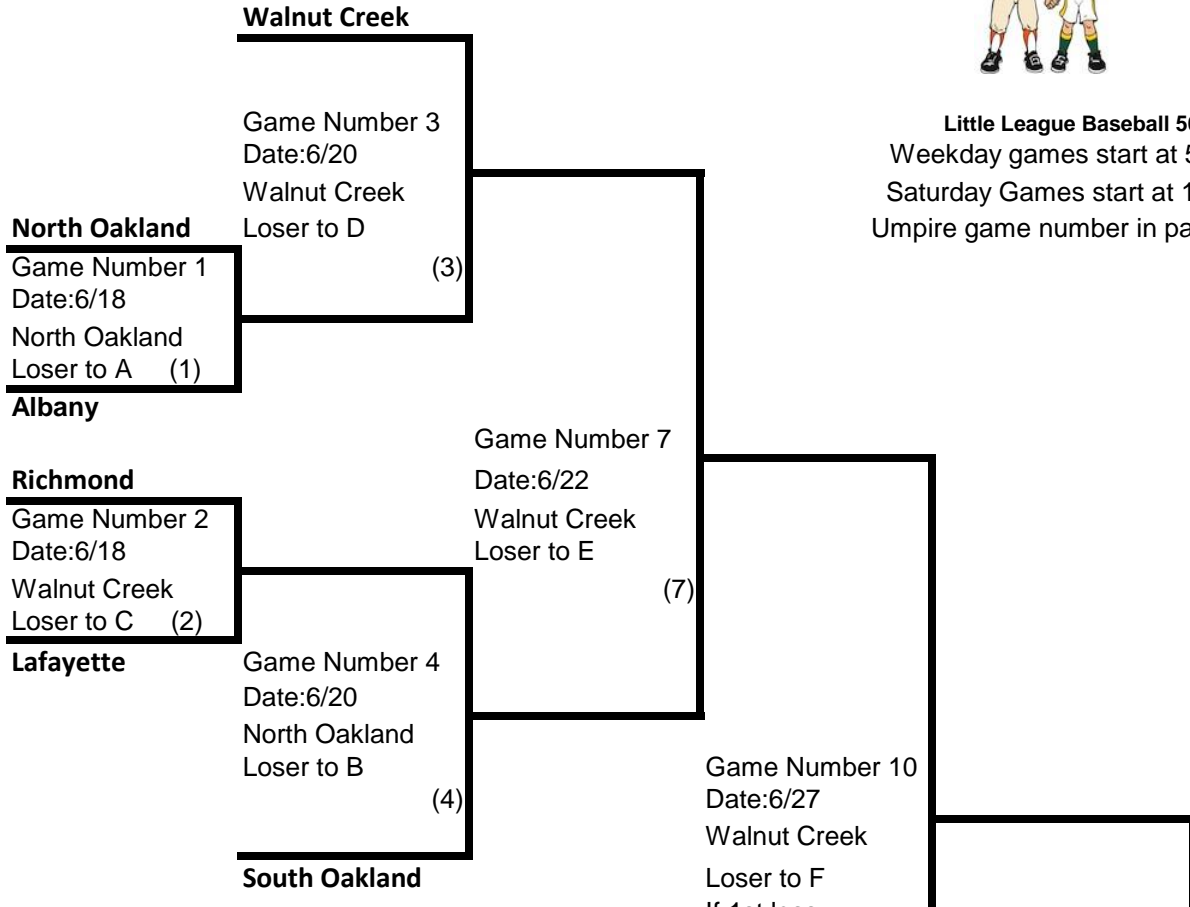 Walnut Creek
Game Number 3
Date:6/20
Walnut Creek
Loser to D
(3)
North Oakland
Game Number 1
Date:6/18
North Oakland
Loser to A (1)
Albany
Richmond
Game Number 2
Date:6/18
Walnut Creek
Loser to C (2)
Lafayette
Game Number 4
Date:6/20
North Oakland
Loser to B
(4)
South Oakland
Game Number 7
Date:6/22
Walnut Creek
Loser to E
(7)
Game Number 10
Date:6/27
Walnut Creek
Loser to F
Little League Baseball
Weekday games start at
Saturday Games start at
Umpire game number in